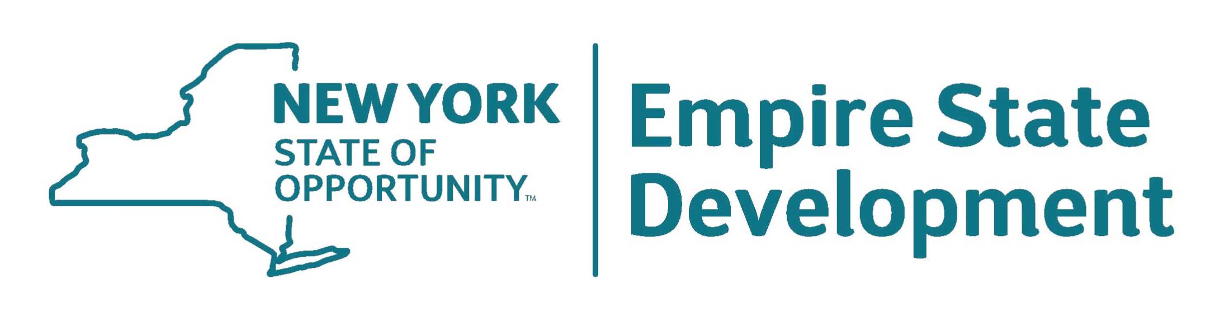 NEW YORK
STATE OF
OPPORTUNITY™
Empire State
Development